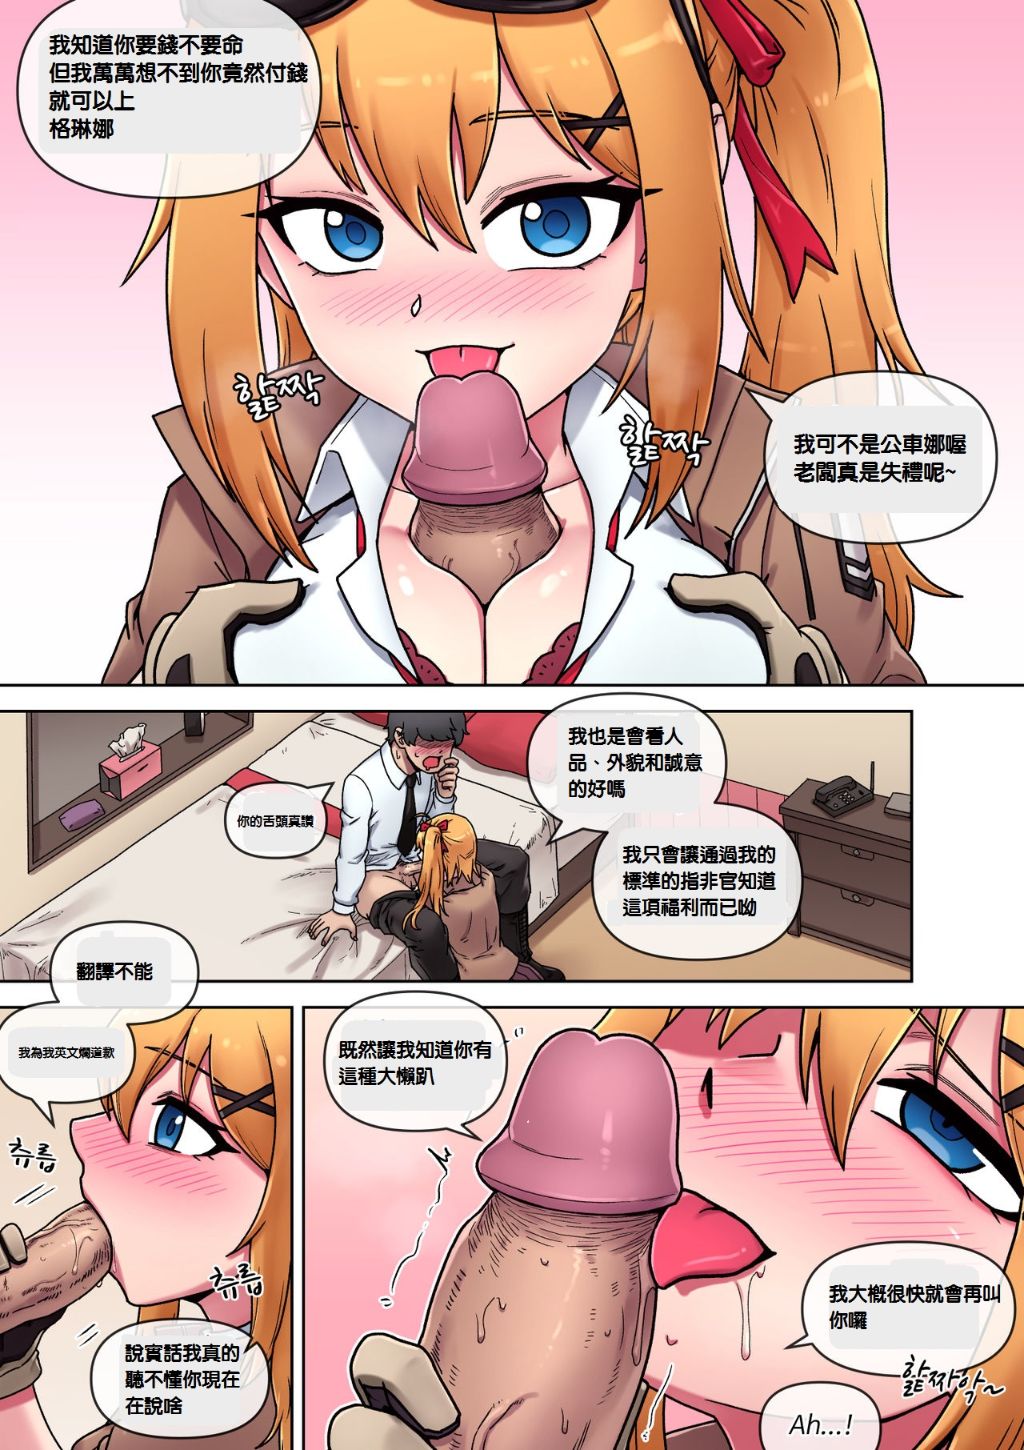 我知道你要錢不要命
但我萬萬想不到你竟然付錢
就可以上
格琳娜
할짝
할짝
我可不是公車娜喔
老闆真是失禮呢~
我也是會看人
品、外貌和誠意
的好嗎
你的舌頭真讚
我只會讓通過我的
標準的指非官知道
這項福利而已呦
翻譯不能
我為我英文爛道款
츄릅
츄릅
說實話我真的
聽不懂你現在
在說啥
既然讓我知道你有
這種大懶趴
我大概很快就會再叫
你囉
할짜악~
Ah...!